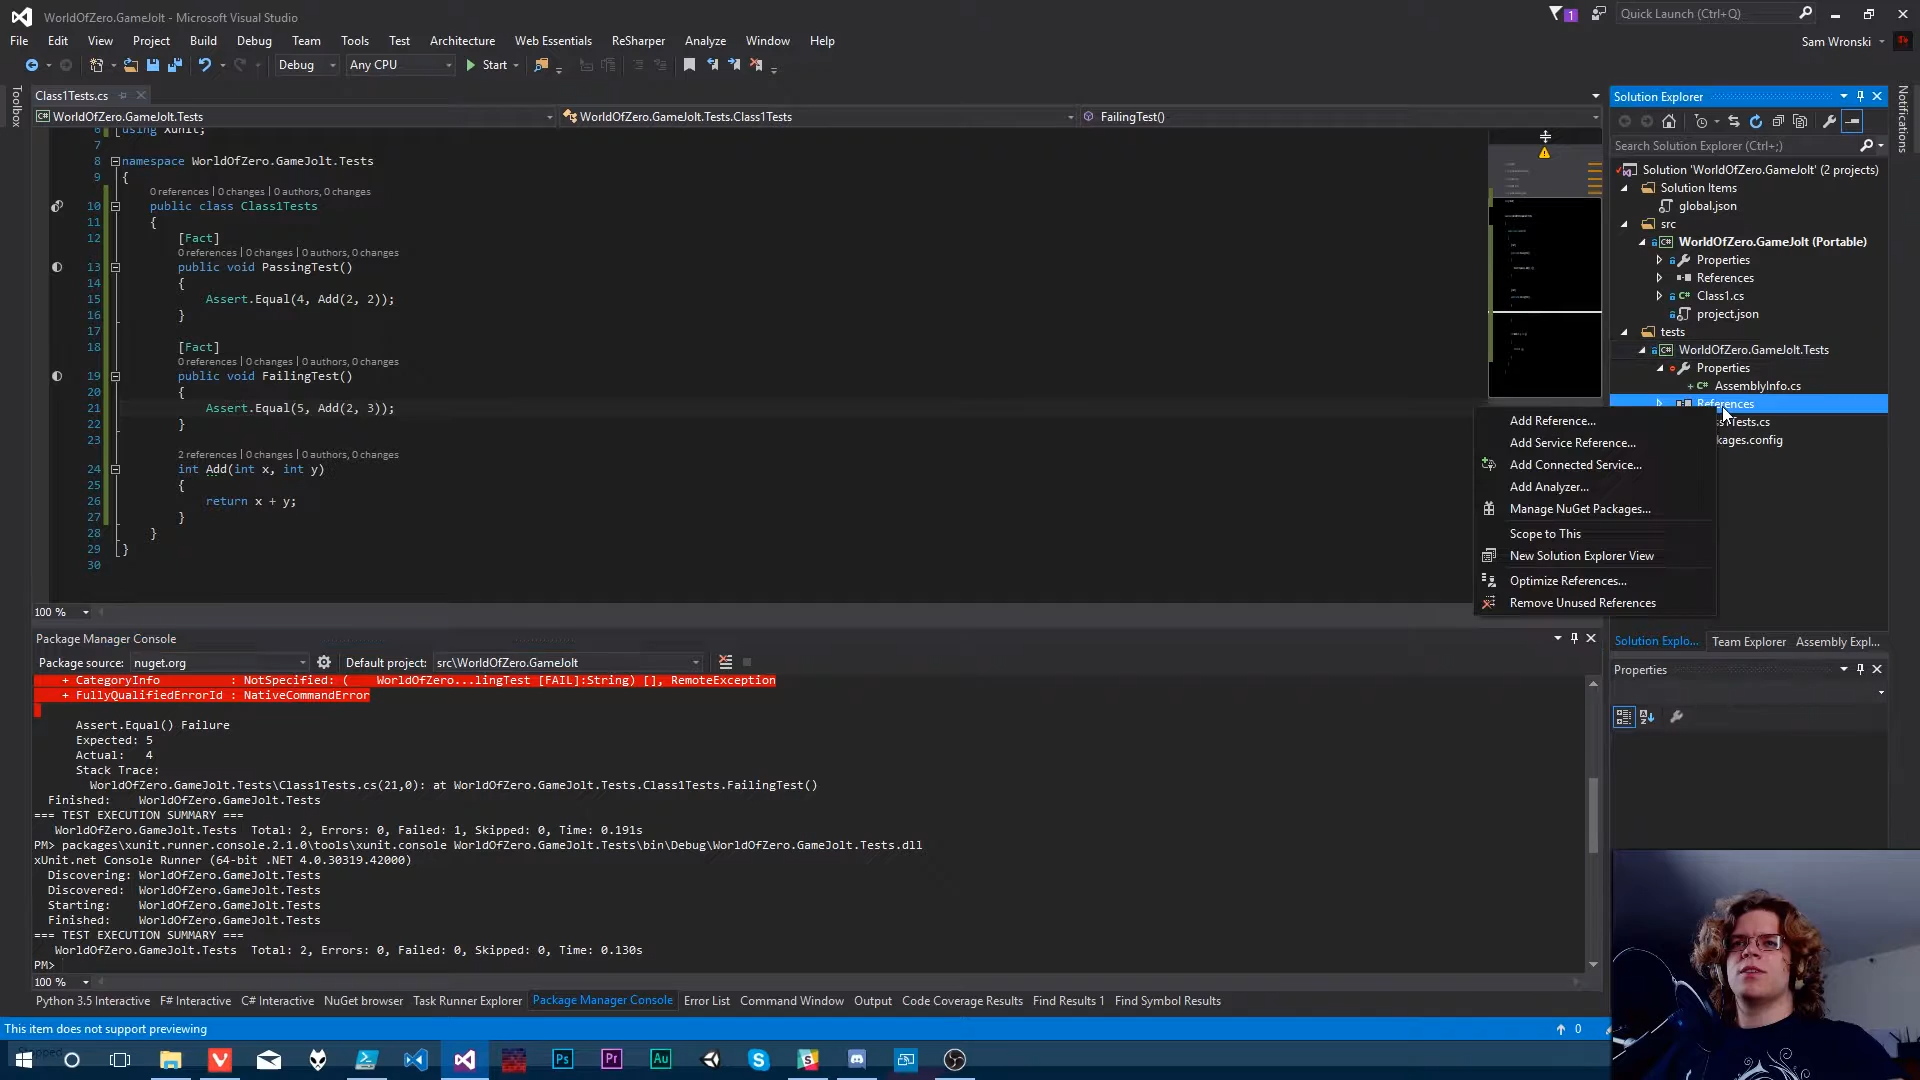 WorldOfZero.GameJolt - Microsoft Visual Studio
1
Quick Launch (Ctrl+Q)
File Edit View Project Build Debug Team Tools Test Architecture Web Essentials ReSharper Analyze Window Help
Sam Wronski
Debug Any CPU Start
Toolbox
Class1Tests.cs
WorldOfZero.GameJolt.Tests WorldOfZero.GameJolt.Tests.Class1Tests FailingTest()
6 using Xunit;
7
8 namespace WorldOfZero.GameJolt.Tests
9 {
0 references | 0 changes | 0 authors, 0 changes
10 public class Class1Tests
11 {
12 [Fact]
0 references | 0 changes | 0 authors, 0 changes
13 public void PassingTest()
14 {
15 Assert.Equal(4, Add(2, 2));
16 }
17
18 [Fact]
0 references | 0 changes | 0 authors, 0 changes
19 public void FailingTest()
20 {
21 Assert.Equal(5, Add(2, 3));
22 }
23
2 references | 0 changes | 0 authors, 0 changes
24 int Add(int x, int y)
25 {
26 return x + y;
27 }
28 }
29 }
30
100 %
Solution Explorer
Notifications
Search Solution Explorer (Ctrl+;)
Solution 'WorldOfZero.GameJolt' (2 projects)
Solution Items
global.json
src
WorldOfZero.GameJolt (Portable)
Properties
References
Class1.cs
project.json
tests
WorldOfZero.GameJolt.Tests
Properties
AssemblyInfo.cs
References
Tests.cs
ages.config
Add Reference...
Add Service Reference...
Add Connected Service...
Add Analyzer...
Manage NuGet Packages...
Scope to This
New Solution Explorer View
Optimize References...
Remove Unused References
Solution Explo... Team Explorer Assembly Expl...
Properties
Package Manager Console
Package source: nuget.org Default project: src\WorldOfZero.GameJolt
+ CategoryInfo : NotSpecified: ( WorldOfZero...lingTest [FAIL]:String) [], RemoteException
+ FullyQualifiedErrorId : NativeCommandError
Assert.Equal() Failure
Expected: 5
Actual: 4
Stack Trace:
WorldOfZero.GameJolt.Tests\Class1Tests.cs(21,0): at WorldOfZero.GameJolt.Tests.Class1Tests.FailingTest()
Finished: WorldOfZero.GameJolt.Tests
=== TEST EXECUTION SUMMARY ===
WorldOfZero.GameJolt.Tests Total: 2, Errors: 0, Failed: 1, Skipped: 0, Time: 0.191s
PM> packages\xunit.runner.console.2.1.0\tools\xunit.console WorldOfZero.GameJolt.Tests\bin\Debug\WorldOfZero.GameJolt.Tests.dll
xUnit.net Console Runner (64-bit .NET 4.0.30319.42000)
Discovering: WorldOfZero.GameJolt.Tests
Discovered: WorldOfZero.GameJolt.Tests
Starting: WorldOfZero.GameJolt.Tests
Finished: WorldOfZero.GameJolt.Tests
=== TEST EXECUTION SUMMARY ===
WorldOfZero.GameJolt.Tests Total: 2, Errors: 0, Failed: 0, Skipped: 0, Time: 0.130s
PM>
100 %
Python 3.5 Interactive F# Interactive C# Interactive NuGet browser Task Runner Explorer Package Manager Console Error List Command Window Output Code Coverage Results Find Results 1 Find Symbol Results
This item does not support previewing
0
Ps Pr Au